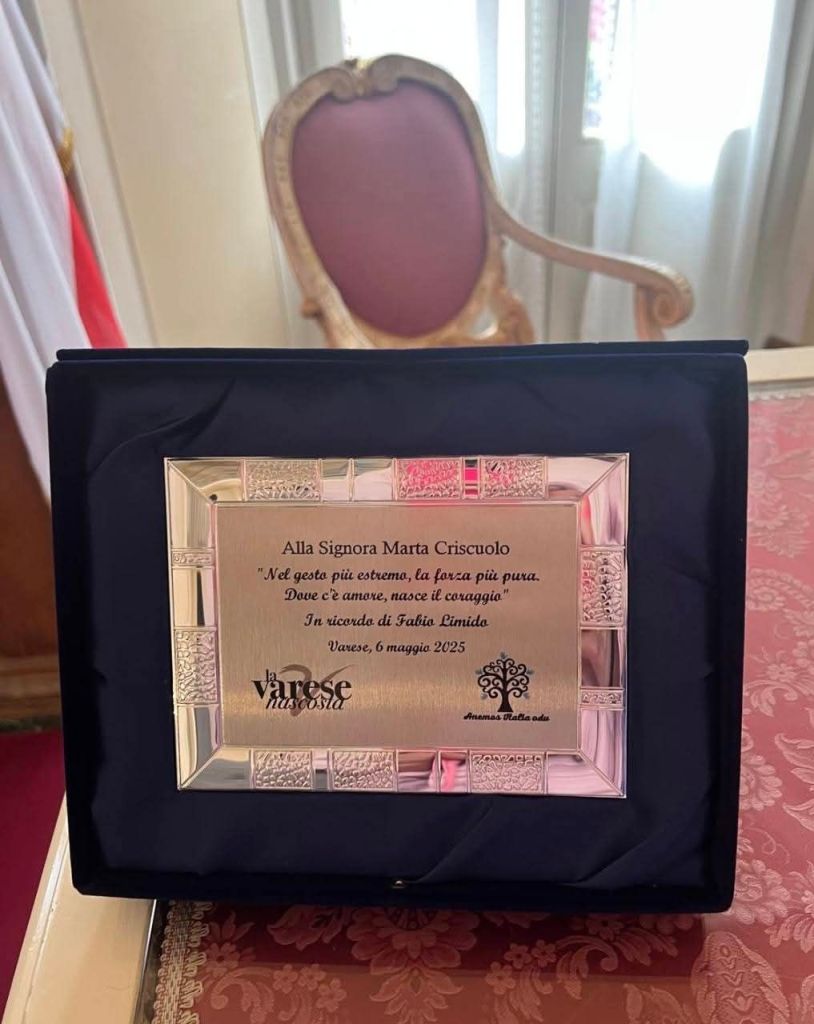 Alla Signora Marta Criscuolo
"Nel gesto più estremo, la forza più pura.
Dove c'è amore, nasce il coraggio"
In ricordo di Fabio Limido
Varese, 6 maggio 2025
la
varese
nascosta
Anemos Italia odv